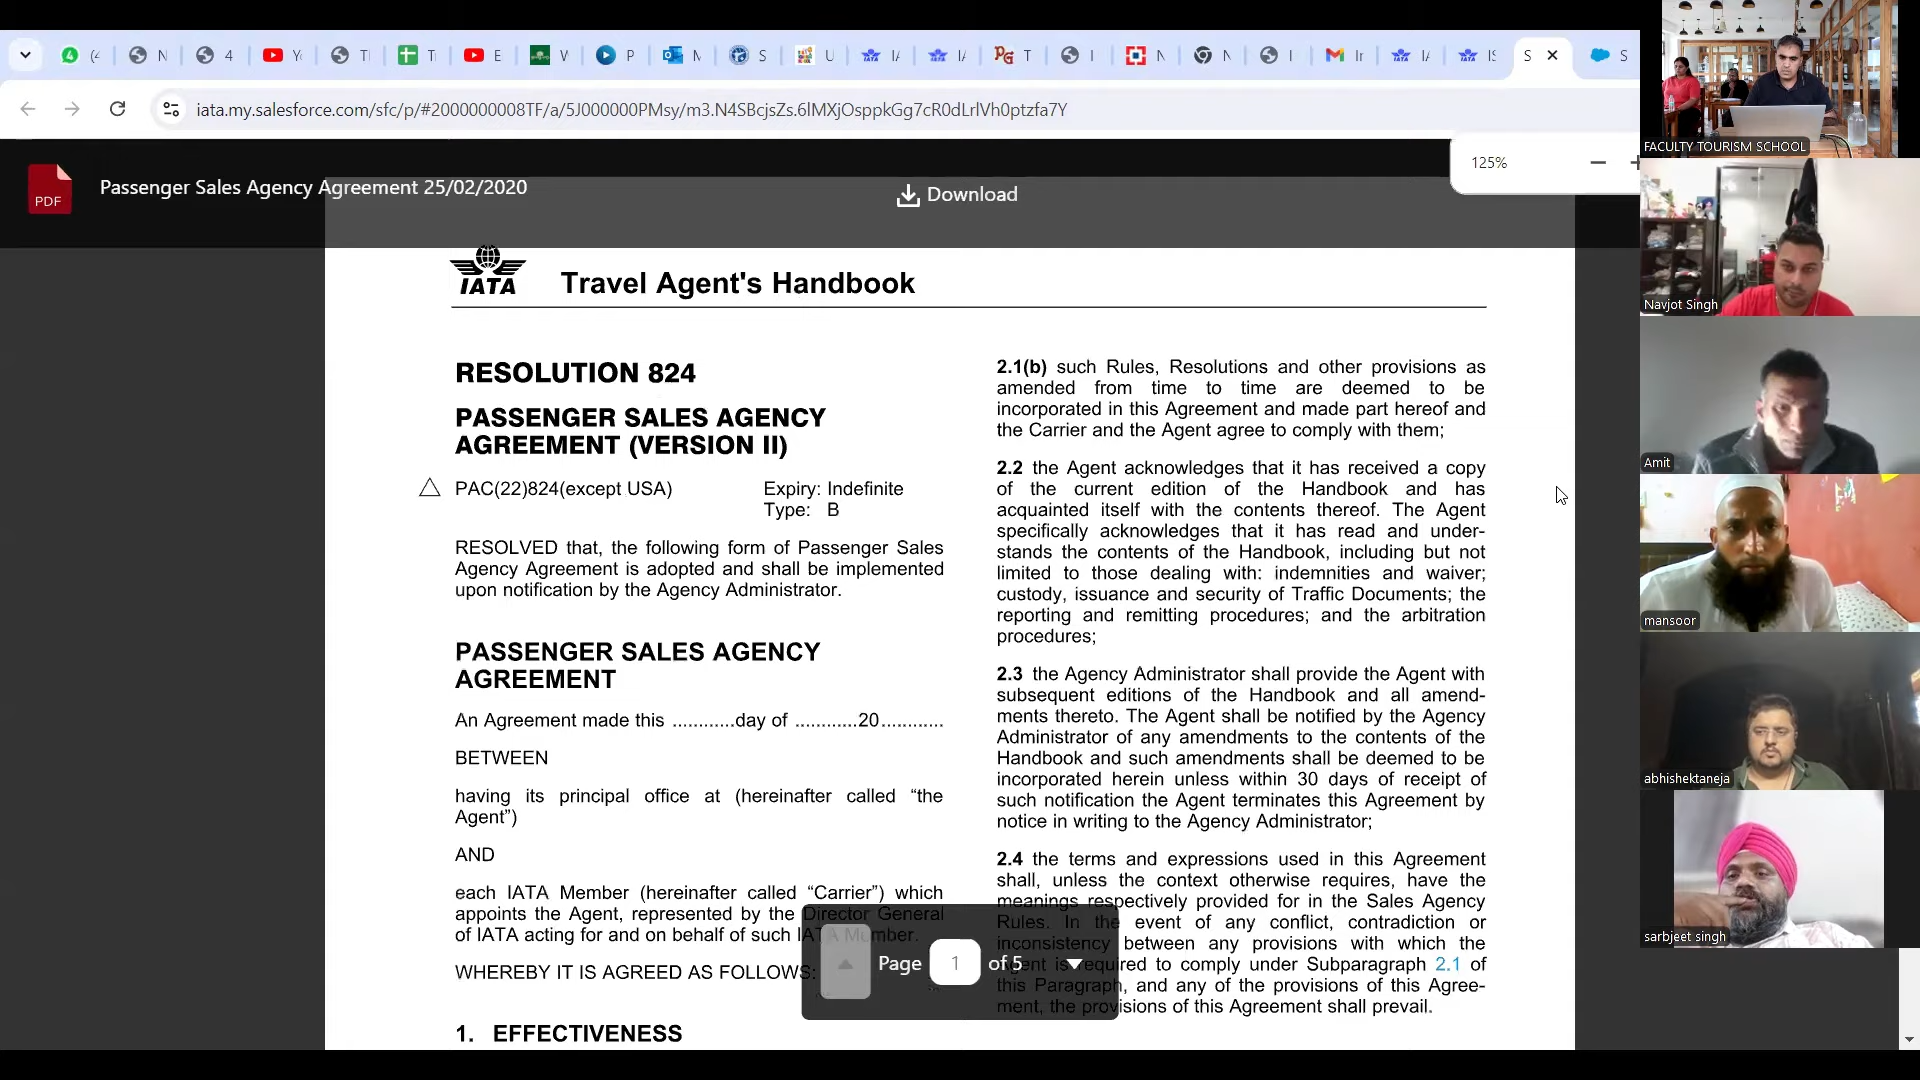 (4
N
4
Y
T
T
E
W
P
M
S
U
IA
IA
T
I
N
N
I
In
IA
IS
S
S
iata.my.salesforce.com/sfc/p/#2000000008TF/a/5J000000PMsy/m3.N4SBcjsZs.6lMXjOsppkGg7cR0dLrlVh0ptzfa7Y
125%
PDF
Passenger Sales Agency Agreement 25/02/2020
Download
IATA
Travel Agent's Handbook
RESOLUTION 824
PASSENGER SALES AGENCY
AGREEMENT (VERSION II)
PAC(22)824(except USA)
Expiry: Indefinite
Type: B
RESOLVED that, the following form of Passenger Sales
Agency Agreement is adopted and shall be implemented
upon notification by the Agency Administrator.
PASSENGER SALES AGENCY
AGREEMENT
An Agreement made this ............day of ............20............
BETWEEN
having its principal office at (hereinafter called “the
Agent”)
AND
each IATA Member (hereinafter called “Carrier”) which
appoints the Agent, represented by the Director General
of IATA acting for and on behalf of such IATA Member.
WHEREBY IT IS AGREED AS FOLLOWS:
1. EFFECTIVENESS
2.1(b) such Rules, Resolutions and other provisions as
amended from time to time are deemed to be
incorporated in this Agreement and made part hereof and
the Carrier and the Agent agree to comply with them;
2.2 the Agent acknowledges that it has received a copy
of the current edition of the Handbook and has
acquainted itself with the contents thereof. The Agent
specifically acknowledges that it has read and under-
stands the contents of the Handbook, including but not
limited to those dealing with: indemnities and waiver;
custody, issuance and security of Traffic Documents; the
reporting and remitting procedures; and the arbitration
procedures;
2.3 the Agency Administrator shall provide the Agent with
subsequent editions of the Handbook and all amend-
ments thereto. The Agent shall be notified by the Agency
Administrator of any amendments to the contents of the
Handbook and such amendments shall be deemed to be
incorporated herein unless within 30 days of receipt of
such notification the Agent terminates this Agreement by
notice in writing to the Agency Administrator;
2.4 the terms and expressions used in this Agreement
shall, unless the context otherwise requires, have the
meanings respectively provided for in the Sales Agency
Rules. In the event of any conflict, contradiction or
inconsistency between any provisions with which the
Agent is required to comply under Subparagraph 2.1 of
this Paragraph, and any of the provisions of this Agree-
ment, the provisions of this Agreement shall prevail.
Page 1 of 5
FACULTY TOURISM SCHOOL
Navjot Singh
Amit
mansoor
abhishektaneja
sarbjeet singh